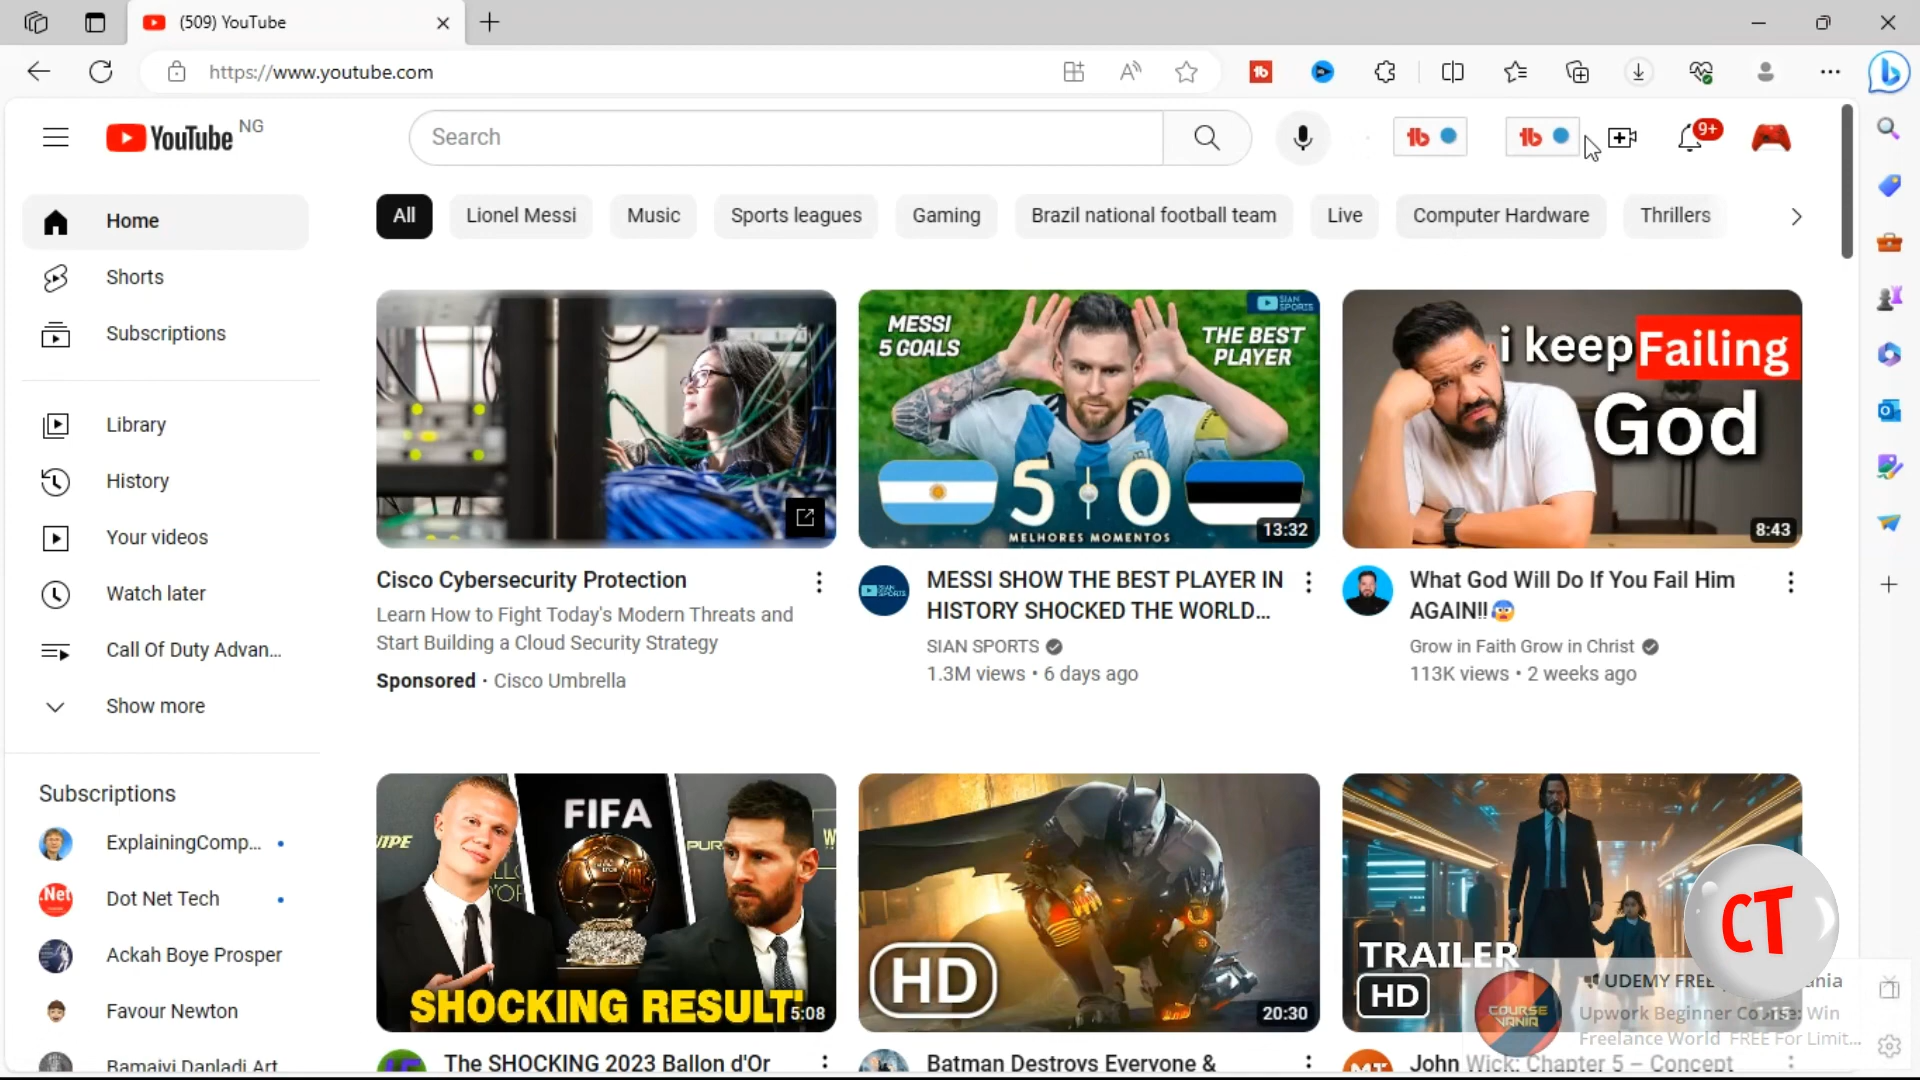 (509) YouTube
https://www.youtube.com
YouTube NG
Search
9+
Home
Shorts
Subscriptions
Library
History
Your videos
Watch later
Call Of Duty Advan...
Show more
Subscriptions
ExplainingComp...
.Net
Dot Net Tech
Ackah Boye Prosper
Favour Newton
Bamaiyi Danladi Art
All
Lionel Messi
Music
Sports leagues
Gaming
Brazil national football team
Live
Computer Hardware
Thrillers
Cisco Cybersecurity Protection
Learn How to Fight Today's Modern Threats and
Start Building a Cloud Security Strategy
Sponsored · Cisco Umbrella
SIAN
SPORTS
MESSI
5 GOALS
THE BEST
PLAYER
5 0
MELHORES MOMENTOS
13:32
MESSI SHOW THE BEST PLAYER IN
HISTORY SHOCKED THE WORLD...
SIAN SPORTS
1.3M views • 6 days ago
i keep Failing
God
8:43
What God Will Do If You Fail Him
AGAIN!!😰
Grow in Faith Grow in Christ
113K views • 2 weeks ago
FIFA
SHOCKING RESULT!
5:08
The SHOCKING 2023 Ballon d'Or
HD
20:30
Batman Destroys Everyone &
TRAILER
HD
John Wick: Chapter 5 – Concept
CT
COURSE
VANIA
UDEMY FREE
Upwork Beginner Course: Win
Freelance World FREE For Limit...